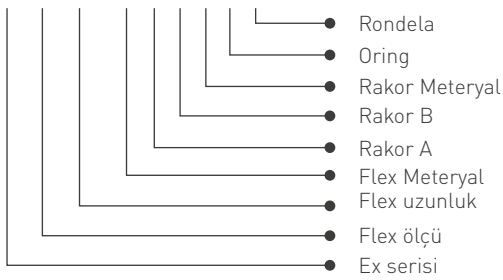 Rondela
Oring
Rakor Meteryal
Rakor B
Rakor A
Flex Meteryal
Flex uzunluk
Flex ölçü
Ex serisi